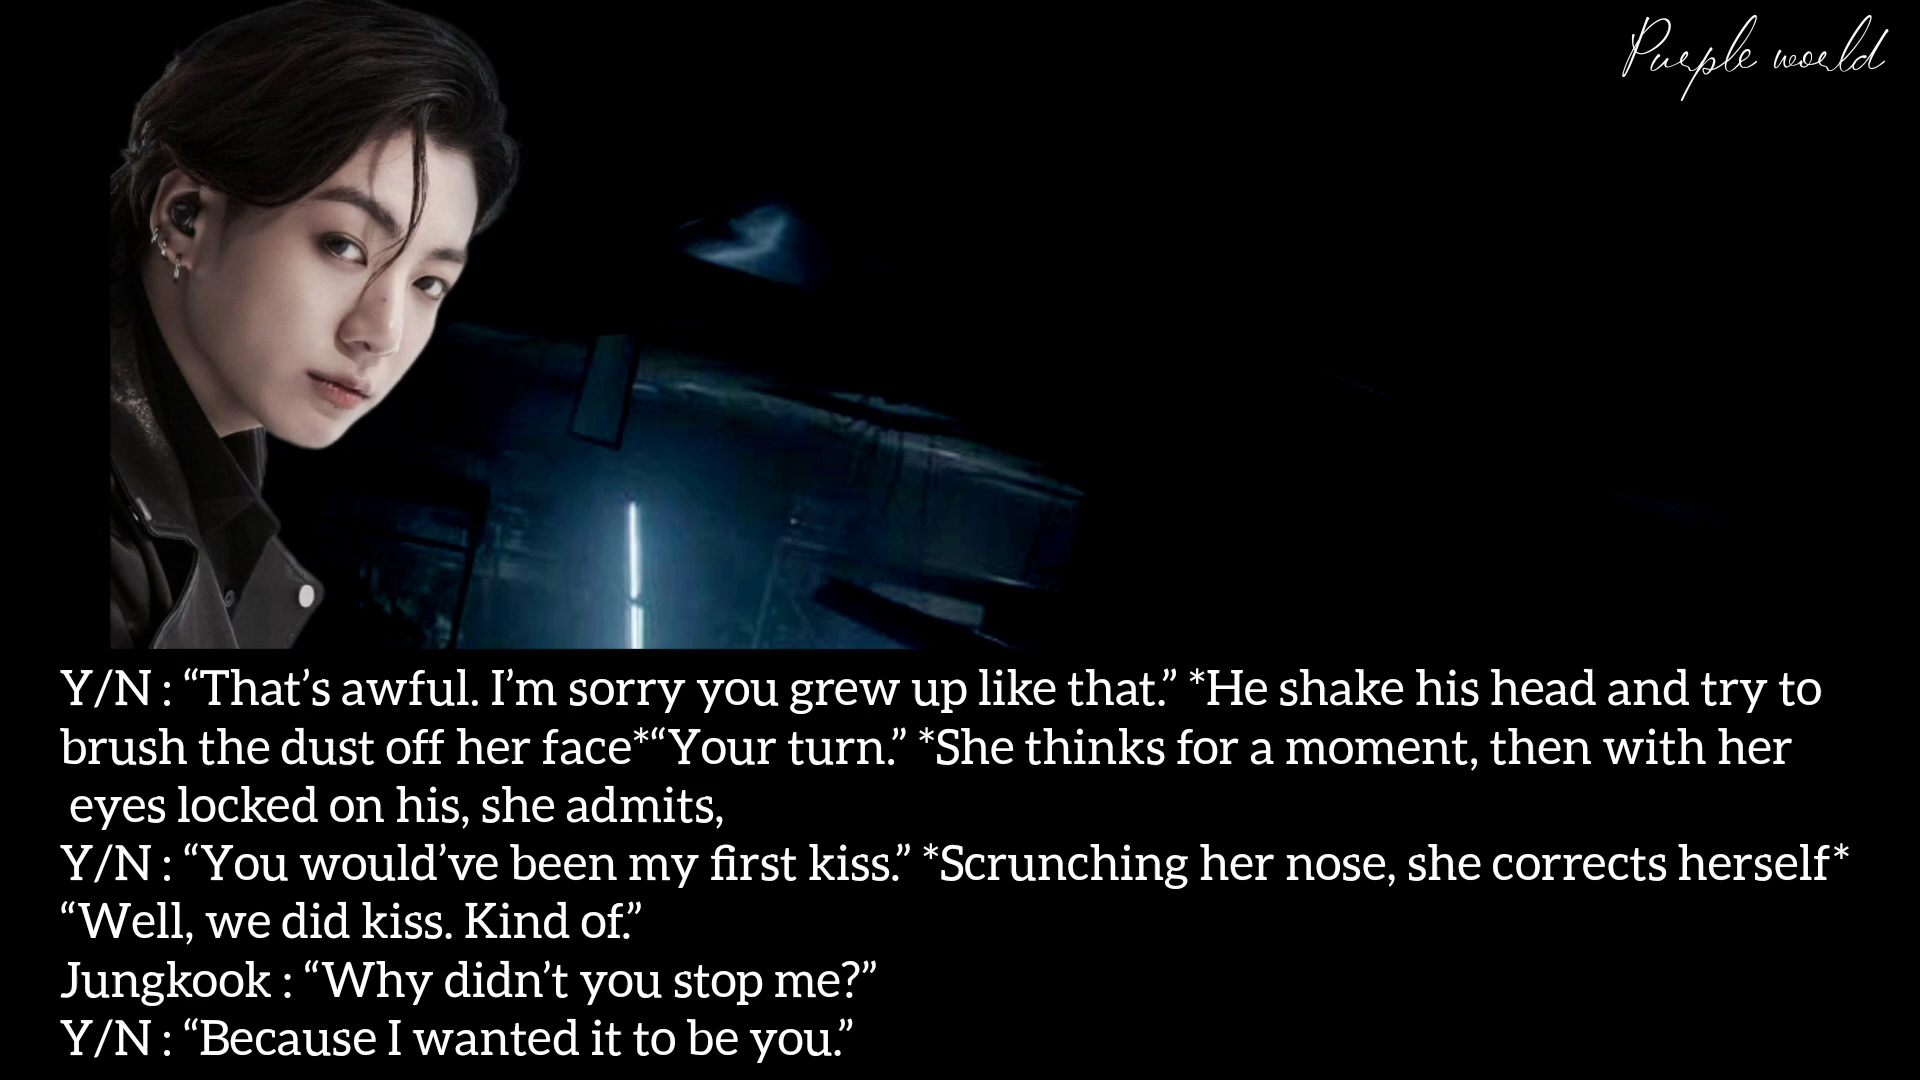 Purple world
Y/N : “That’s awful. I’m sorry you grew up like that.” *He shake his head and try to
brush the dust off her face*“Your turn.” *She thinks for a moment, then with her
eyes locked on his, she admits,
Y/N : “You would’ve been my first kiss.” *Scrunching her nose, she corrects herself*
“Well, we did kiss. Kind of.”
Jungkook : “Why didn’t you stop me?”
Y/N : “Because I wanted it to be you.”